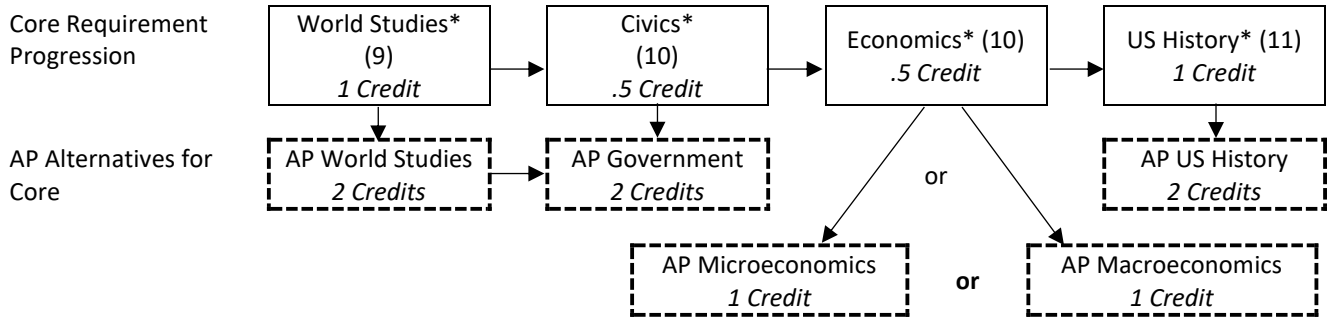 Core Requirement
Progression
World Studies*
(9)
1 Credit
Civics*
(10)
.5 Credit
Economics* (10)
.5 Credit
US History* (11)
1 Credit
AP Alternatives for
Core
AP World Studies
2 Credits
AP Government
2 Credits
or
AP US History
2 Credits
AP Microeconomics
1 Credit
or
AP Macroeconomics
1 Credit